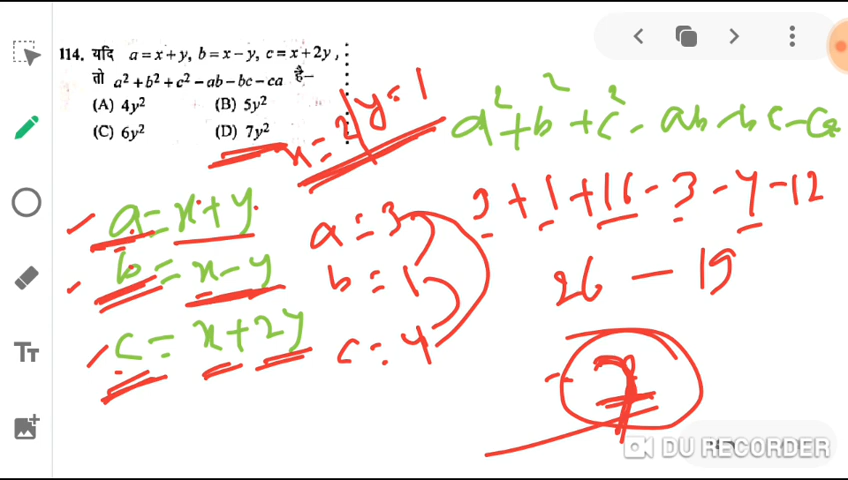 114. यदि a = x + y, b = x − y, c = x + 2y,
तो a² + b² + c² − ab − bc − ca है−
(A) 4y² (B) 5y²
(C) 6y² (D) 7y²
x = 2 y = 1
a² + b² + c² − ab − bc − ca
a = x + y
b = x − y
c = x + 2y
a = 3
b = 1
c = 4
+ 1 + 16 − 3 − 4 − 12
26 − 19
7
Tт
DU RECORDER